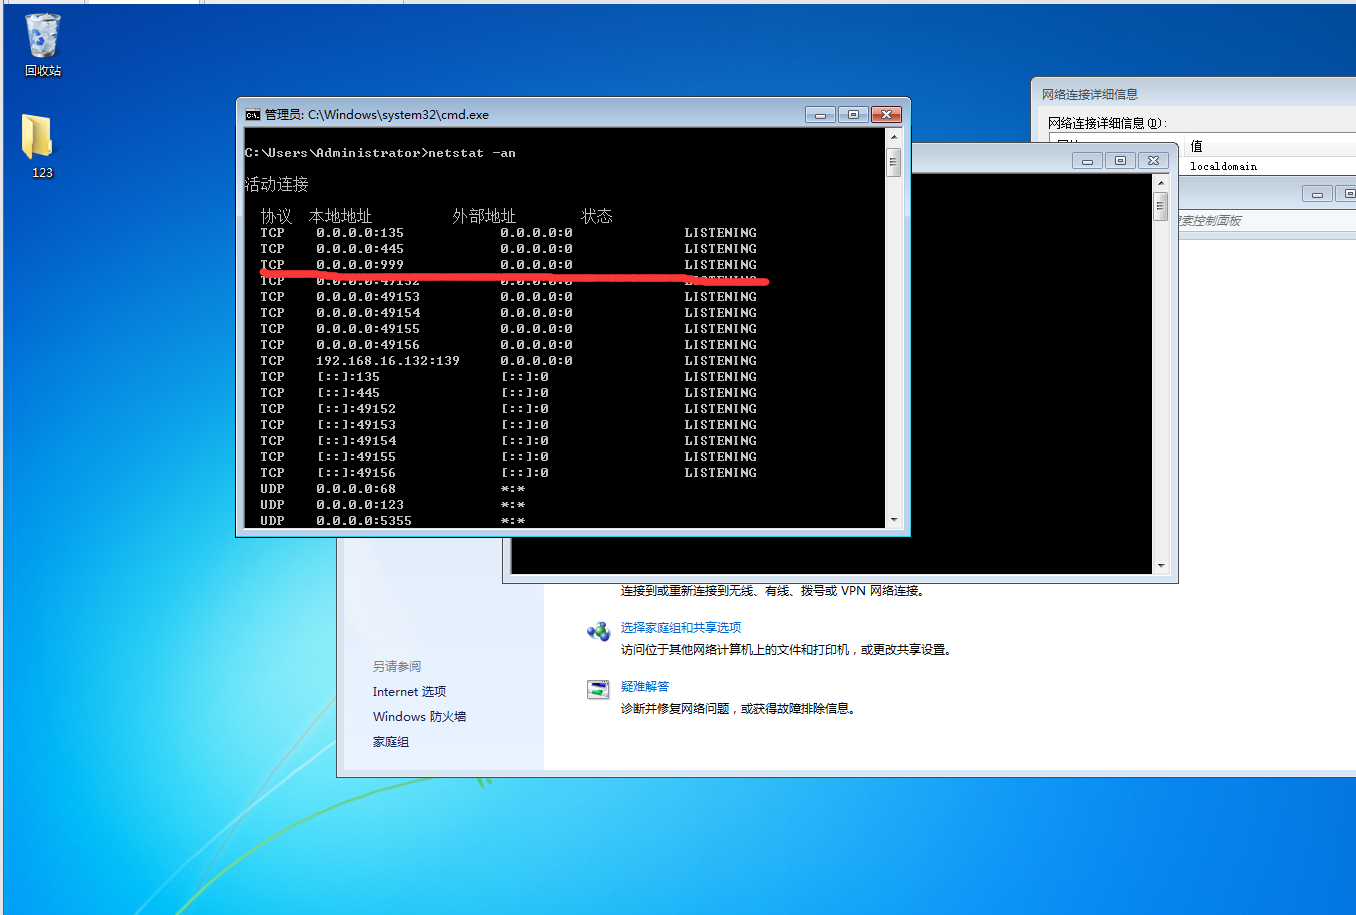 回收站
123
管理员: C:\Windows\system32\cmd.exe
C:\Users\Administrator>netstat -an
活动连接
协议 本地地址 外部地址 状态
TCP 0.0.0.0:135 0.0.0.0:0 LISTENING
TCP 0.0.0.0:445 0.0.0.0:0 LISTENING
TCP 0.0.0.0:999 0.0.0.0:0 LISTENING
TCP 0.0.0.0:49152 0.0.0.0:0 LISTENING
TCP 0.0.0.0:49153 0.0.0.0:0 LISTENING
TCP 0.0.0.0:49154 0.0.0.0:0 LISTENING
TCP 0.0.0.0:49155 0.0.0.0:0 LISTENING
TCP 0.0.0.0:49156 0.0.0.0:0 LISTENING
TCP 192.168.16.132:139 0.0.0.0:0 LISTENING
TCP [::]:135 [::]:0 LISTENING
TCP [::]:445 [::]:0 LISTENING
TCP [::]:49152 [::]:0 LISTENING
TCP [::]:49153 [::]:0 LISTENING
TCP [::]:49154 [::]:0 LISTENING
TCP [::]:49155 [::]:0 LISTENING
TCP [::]:49156 [::]:0 LISTENING
UDP 0.0.0.0:68 *:*
UDP 0.0.0.0:123 *:*
UDP 0.0.0.0:5355 *:*
网络连接详细信息
网络连接详细信息(D):
值
localdomain
索控制面板
连接到或重新连接到无线、有线、拨号或 VPN 网络连接。
选择家庭组和共享选项
访问位于其他网络计算机上的文件和打印机，或更改共享设置。
疑难解答
诊断并修复网络问题，或获得故障排除信息。
另请参阅
Internet 选项
Windows 防火墙
家庭组